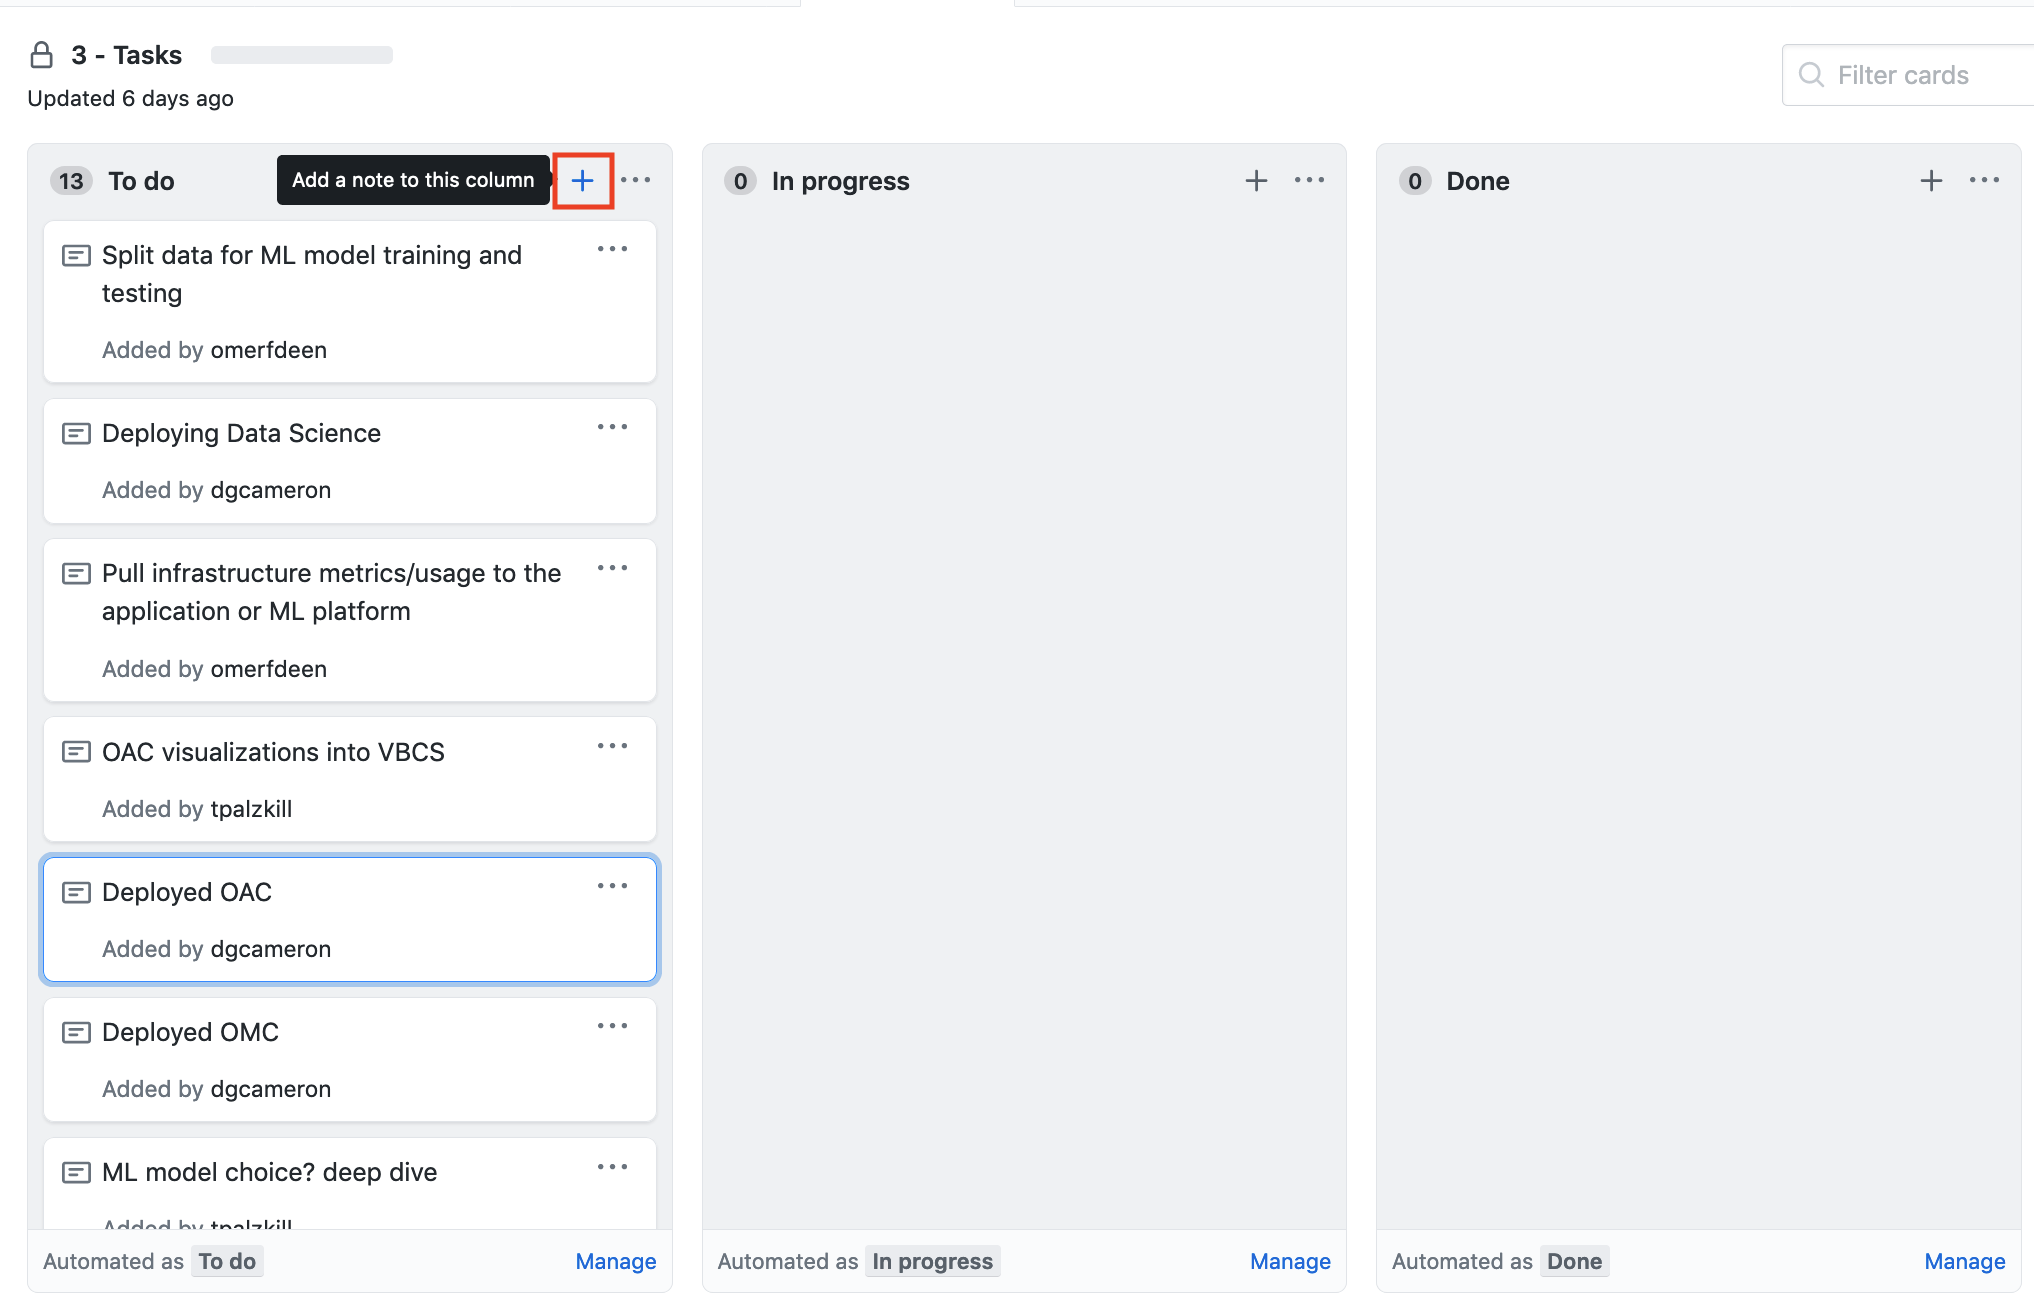 3 - Tasks
Updated 6 days ago
Filter cards
13 To do
Add a note to this column
0 In progress
0 Done
Split data for ML model training and
testing
Added by omerfdeen
Deploying Data Science
Added by dgcameron
Pull infrastructure metrics/usage to the
application or ML platform
Added by omerfdeen
OAC visualizations into VBCS
Added by tpalzkill
Deployed OAC
Added by dgcameron
Deployed OMC
Added by dgcameron
ML model choice? deep dive
Added by tpalzkill
Automated as To do Manage
Automated as In progress Manage
Automated as Done Manage